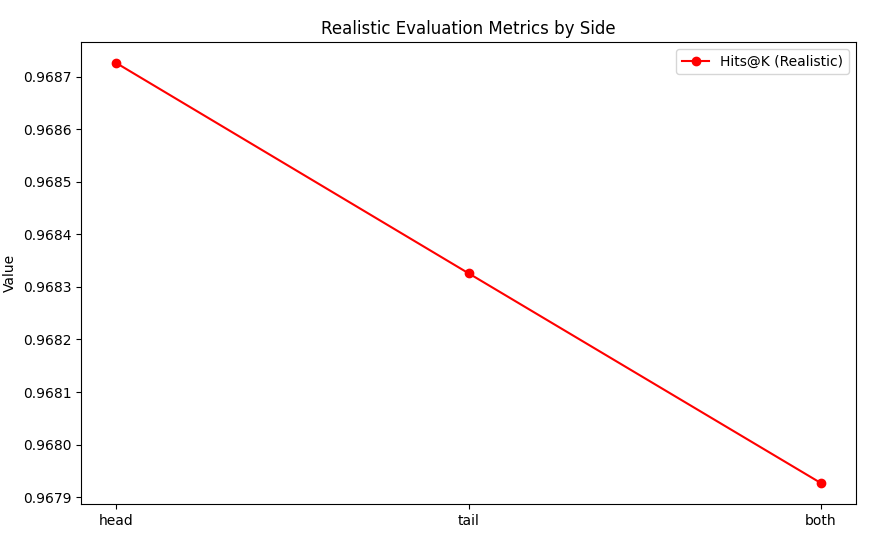 Realistic Evaluation Metrics by Side
Hits@K (Realistic)
Value
0.9687
0.9686
0.9685
0.9684
0.9683
0.9682
0.9681
0.9680
0.9679
head
tail
both